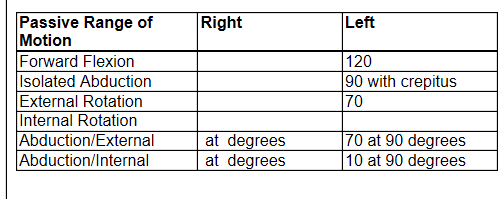 Passive Range of Motion Right Left
Forward Flexion 120
Isolated Abduction 90 with crepitus
External Rotation 70
Internal Rotation
Abduction/External at degrees 70 at 90 degrees
Abduction/Internal at degrees 10 at 90 degrees